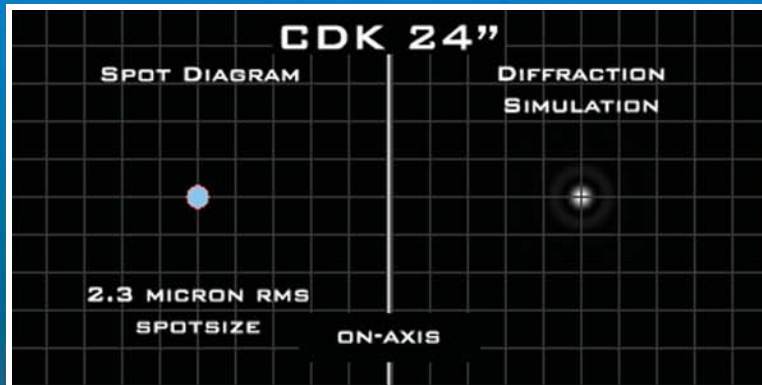 CDK 24”
SPOT DIAGRAM
DIFFRACTION
SIMULATION
2.3 MICRON RMS
SPOTSIZE
ON-AXIS